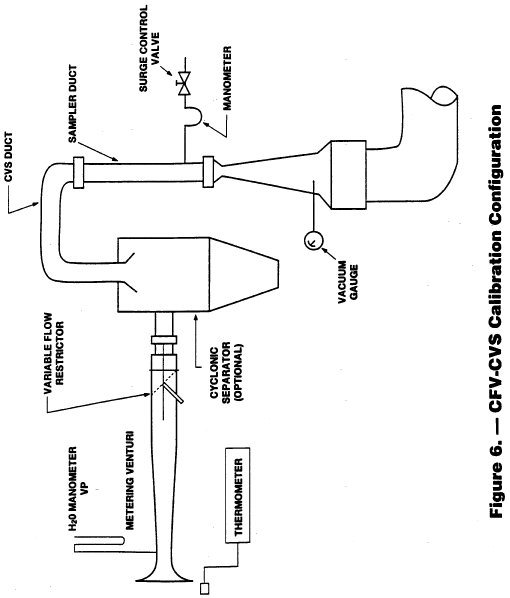 CVS DUCT
SAMPLER DUCT
SURGE CONTROL
VALVE
MANOMETER
VARIABLE FLOW
RESTRICTOR
H20 MANOMETER
VP
METERING VENTURI
CYCLONIC
SEPARATOR
(OPTIONAL)
VACUUM
GAUGE
THERMOMETER
Figure 6. — CFV-CVS Calibration Configuration